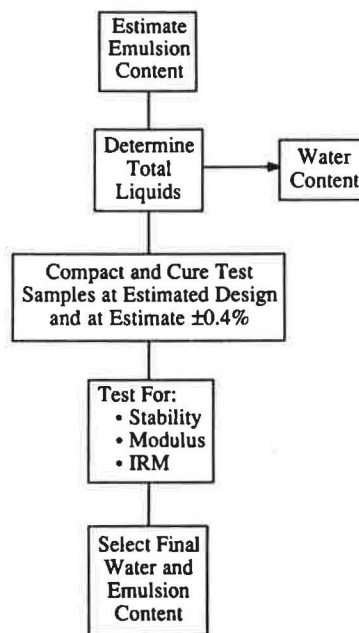 Estimate
Emulsion
Content
Determine
Total
Liquids
Water
Content
Compact and Cure Test
Samples at Estimated Design
and at Estimate ±0.4%
Test For:
• Stability
• Modulus
• IRM
Select Final
Water and
Emulsion
Content